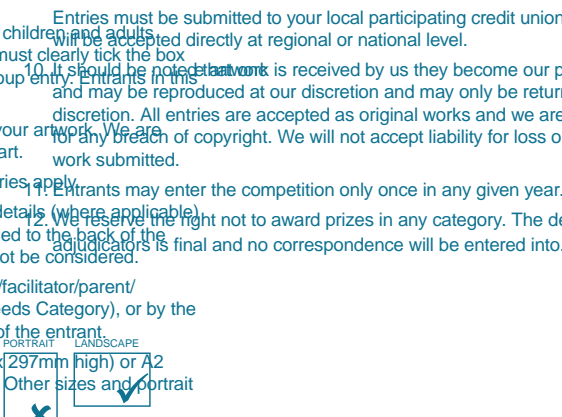 children and adults
must clearly tick the box
oup entry. Entrants in this
your artwork. We are
art.
ries apply.
details (where applicable)
ed to the back of the
ot be considered.
/facilitator/parent/
eeds Category), or by the
of the entrant.
PORTRAIT LANDSCAPE
x 297mm high) or A2
Other sizes and portrait
Entries must be submitted to your local participating credit union
will be accepted directly at regional or national level.
10. It should be noted that artwork is received by us they become our p
and may be reproduced at our discretion and may only be retur
discretion. All entries are accepted as original works and we are
for any breach of copyright. We will not accept liability for loss o
work submitted.
11. Entrants may enter the competition only once in any given year.
12. We reserve the right not to award prizes in any category. The de
adjudicators is final and no correspondence will be entered into.